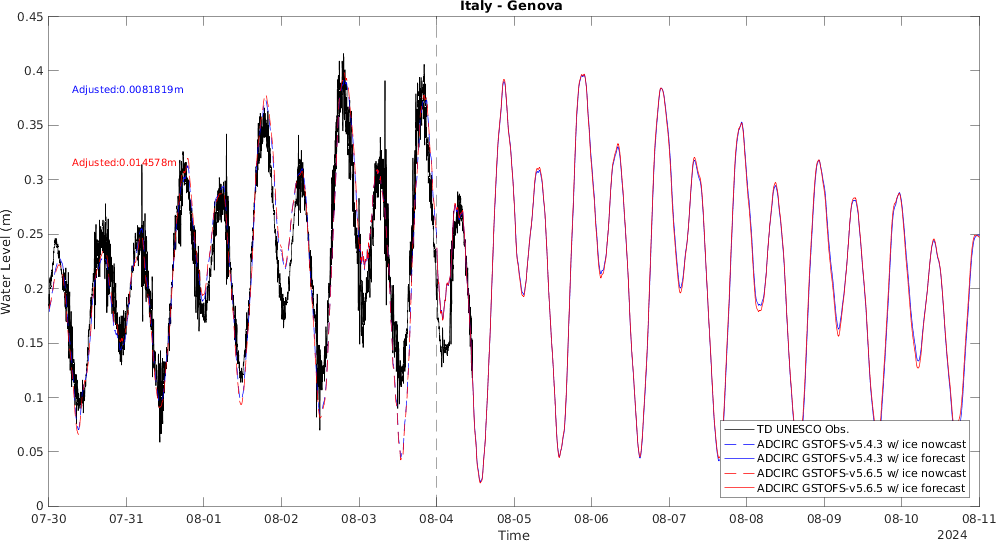 Italy - Genova
Water Level (m)
0.45
0.4
0.35
0.3
0.25
0.2
0.15
0.1
0.05
0
Adjusted:0.0081819m
Adjusted:0.014578m
TD UNESCO Obs.
ADCIRC GSTOFS-v5.4.3 w/ ice nowcast
ADCIRC GSTOFS-v5.4.3 w/ ice forecast
ADCIRC GSTOFS-v5.6.5 w/ ice nowcast
ADCIRC GSTOFS-v5.6.5 w/ ice forecast
07-30 07-31 08-01 08-02 08-03 08-04 08-05 08-06 08-07 08-08 08-09 08-10 08-11
Time
2024